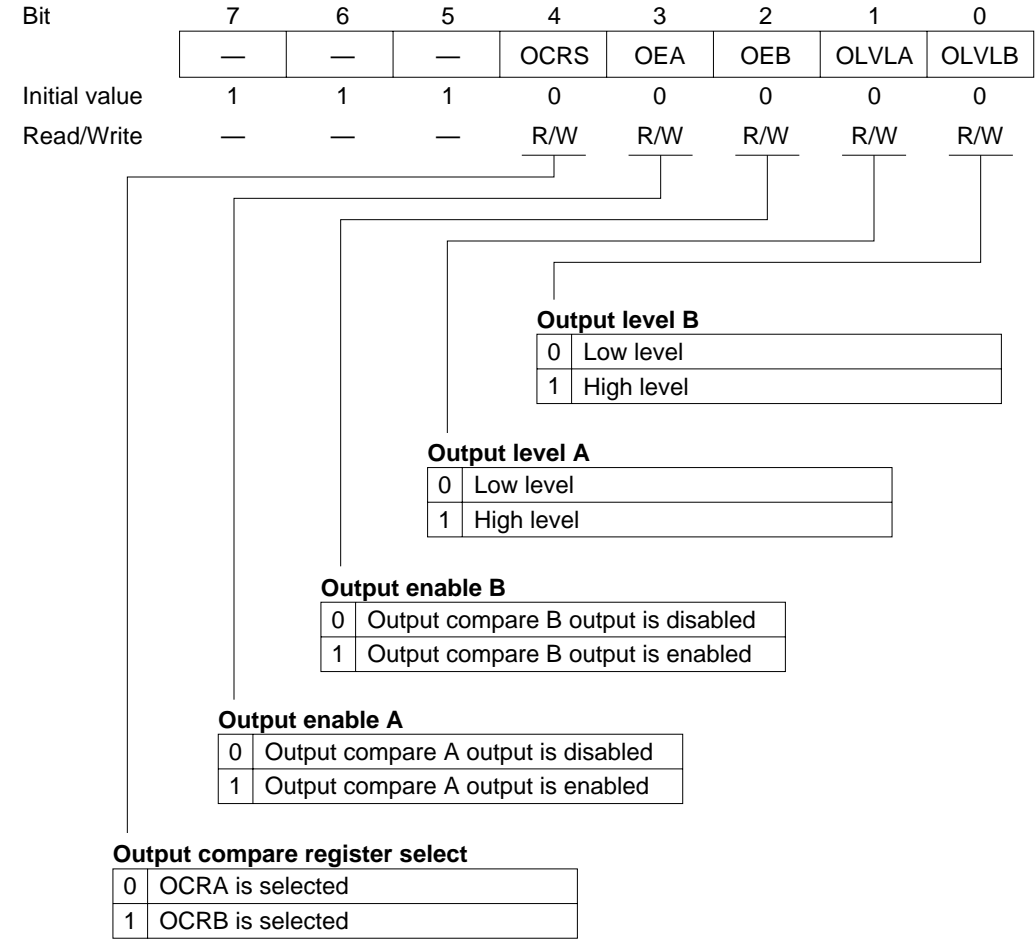 Bit 7 6 5 4 3 2 1 0
— — — OCRS OEA OEB OLVLA OLVLB
Initial value 1 1 1 0 0 0 0 0
Read/Write — — — R/W R/W R/W R/W R/W
Output level B
0 Low level
1 High level
Output level A
0 Low level
1 High level
Output enable B
0 Output compare B output is disabled
1 Output compare B output is enabled
Output enable A
0 Output compare A output is disabled
1 Output compare A output is enabled
Output compare register select
0 OCRA is selected
1 OCRB is selected